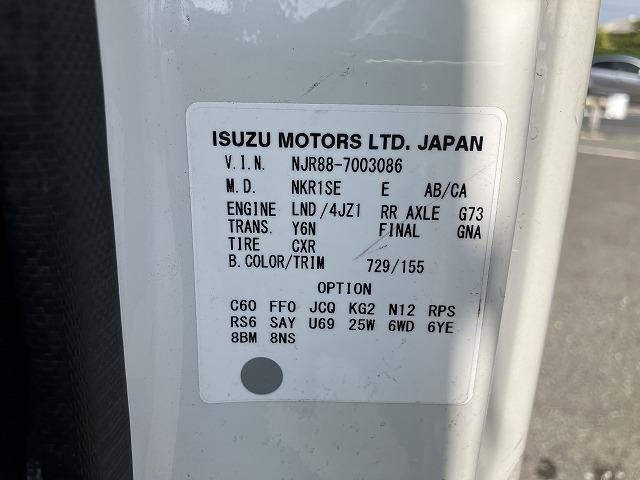 ISUZU MOTORS LTD. JAPAN
V.I.N. NJR88-7003086
M.D. NKR1SE E AB/CA
ENGINE LND/4JZ1 RR AXLE G73
TRANS. Y6N FINAL GNA
TIRE CXR
B.COLOR/TRIM 729/155
OPTION
C60 FF0 JCQ KG2 N12 RPS
RS6 SAY U69 25W 6WD 6YE
8BM 8NS